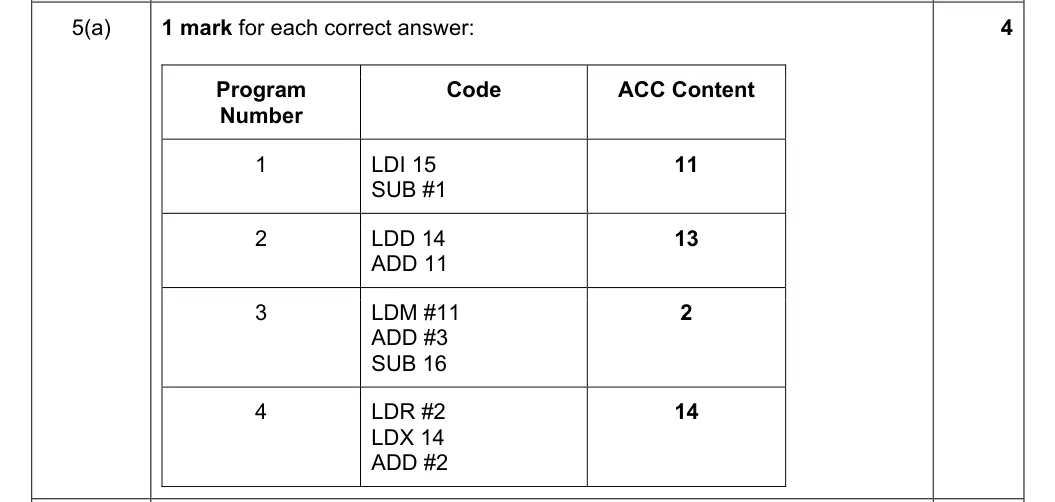 5(a)
1 mark for each correct answer:
4
Program
Number
Code
ACC Content
1
LDI 15
SUB #1
11
2
LDD 14
ADD 11
13
3
LDM #11
ADD #3
SUB 16
2
4
LDR #2
LDX 14
ADD #2
14